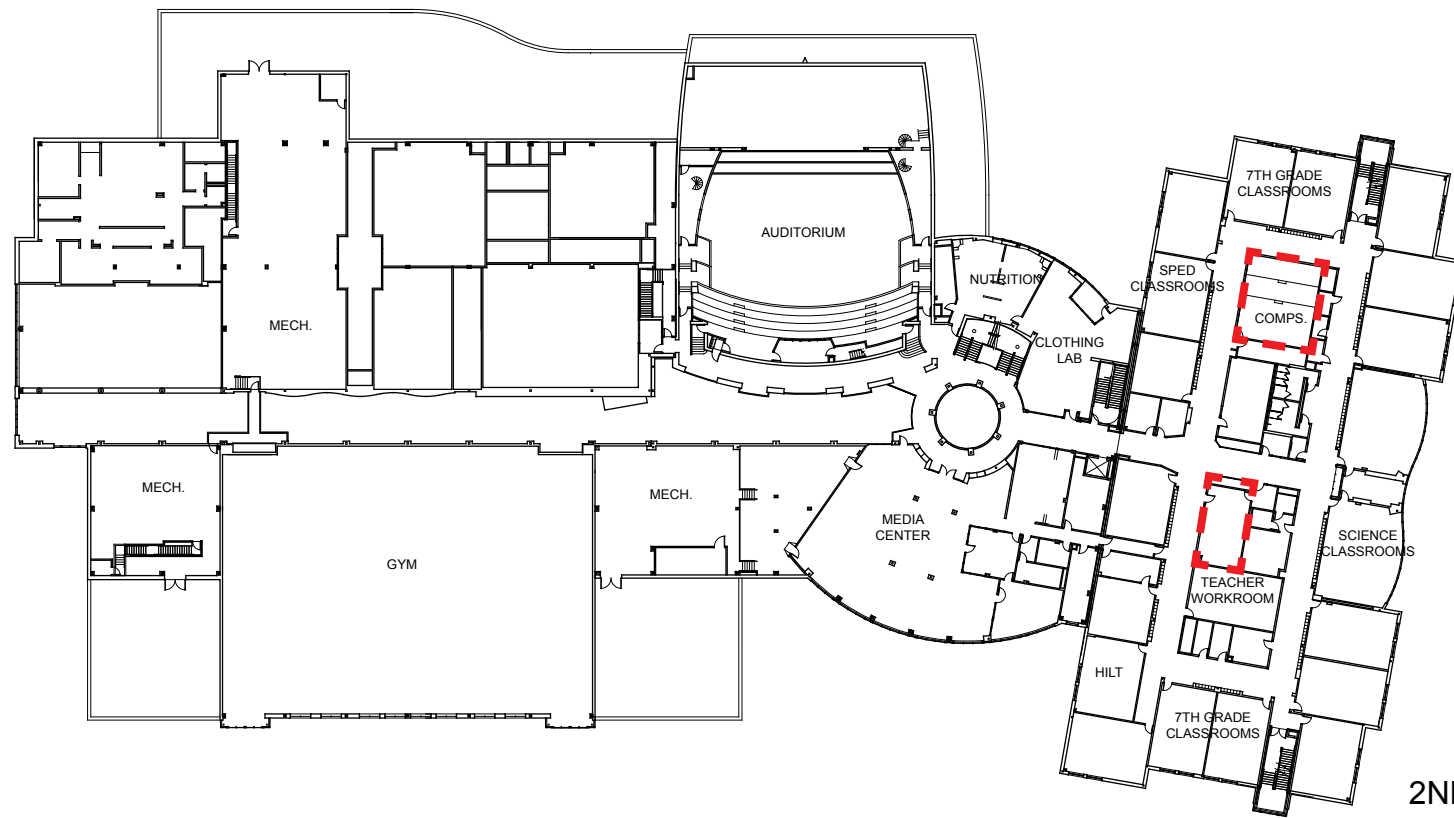 7TH GRADE
CLASSROOMS
AUDITORIUM
NUTRITION
SPED
CLASSROOMS
COMPS.
MECH.
CLOTHING
LAB
MECH.
MECH.
MEDIA
CENTER
SCIENCE
CLASSROOMS
GYM
TEACHER
WORKROOM
HILT
7TH GRADE
CLASSROOMS